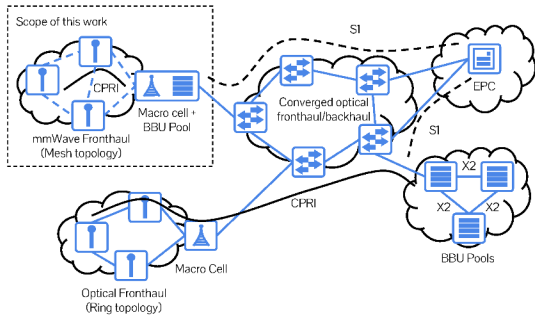 Scope of this work
S1
CPRI
Macro cell +
BBU Pool
mmWave Fronthaul
(Mesh topology)
Converged optical
fronthaul/backhaul
EPC
S1
X2
X2
X2
BBU Pools
CPRI
Macro Cell
Optical Fronthaul
(Ring topology)